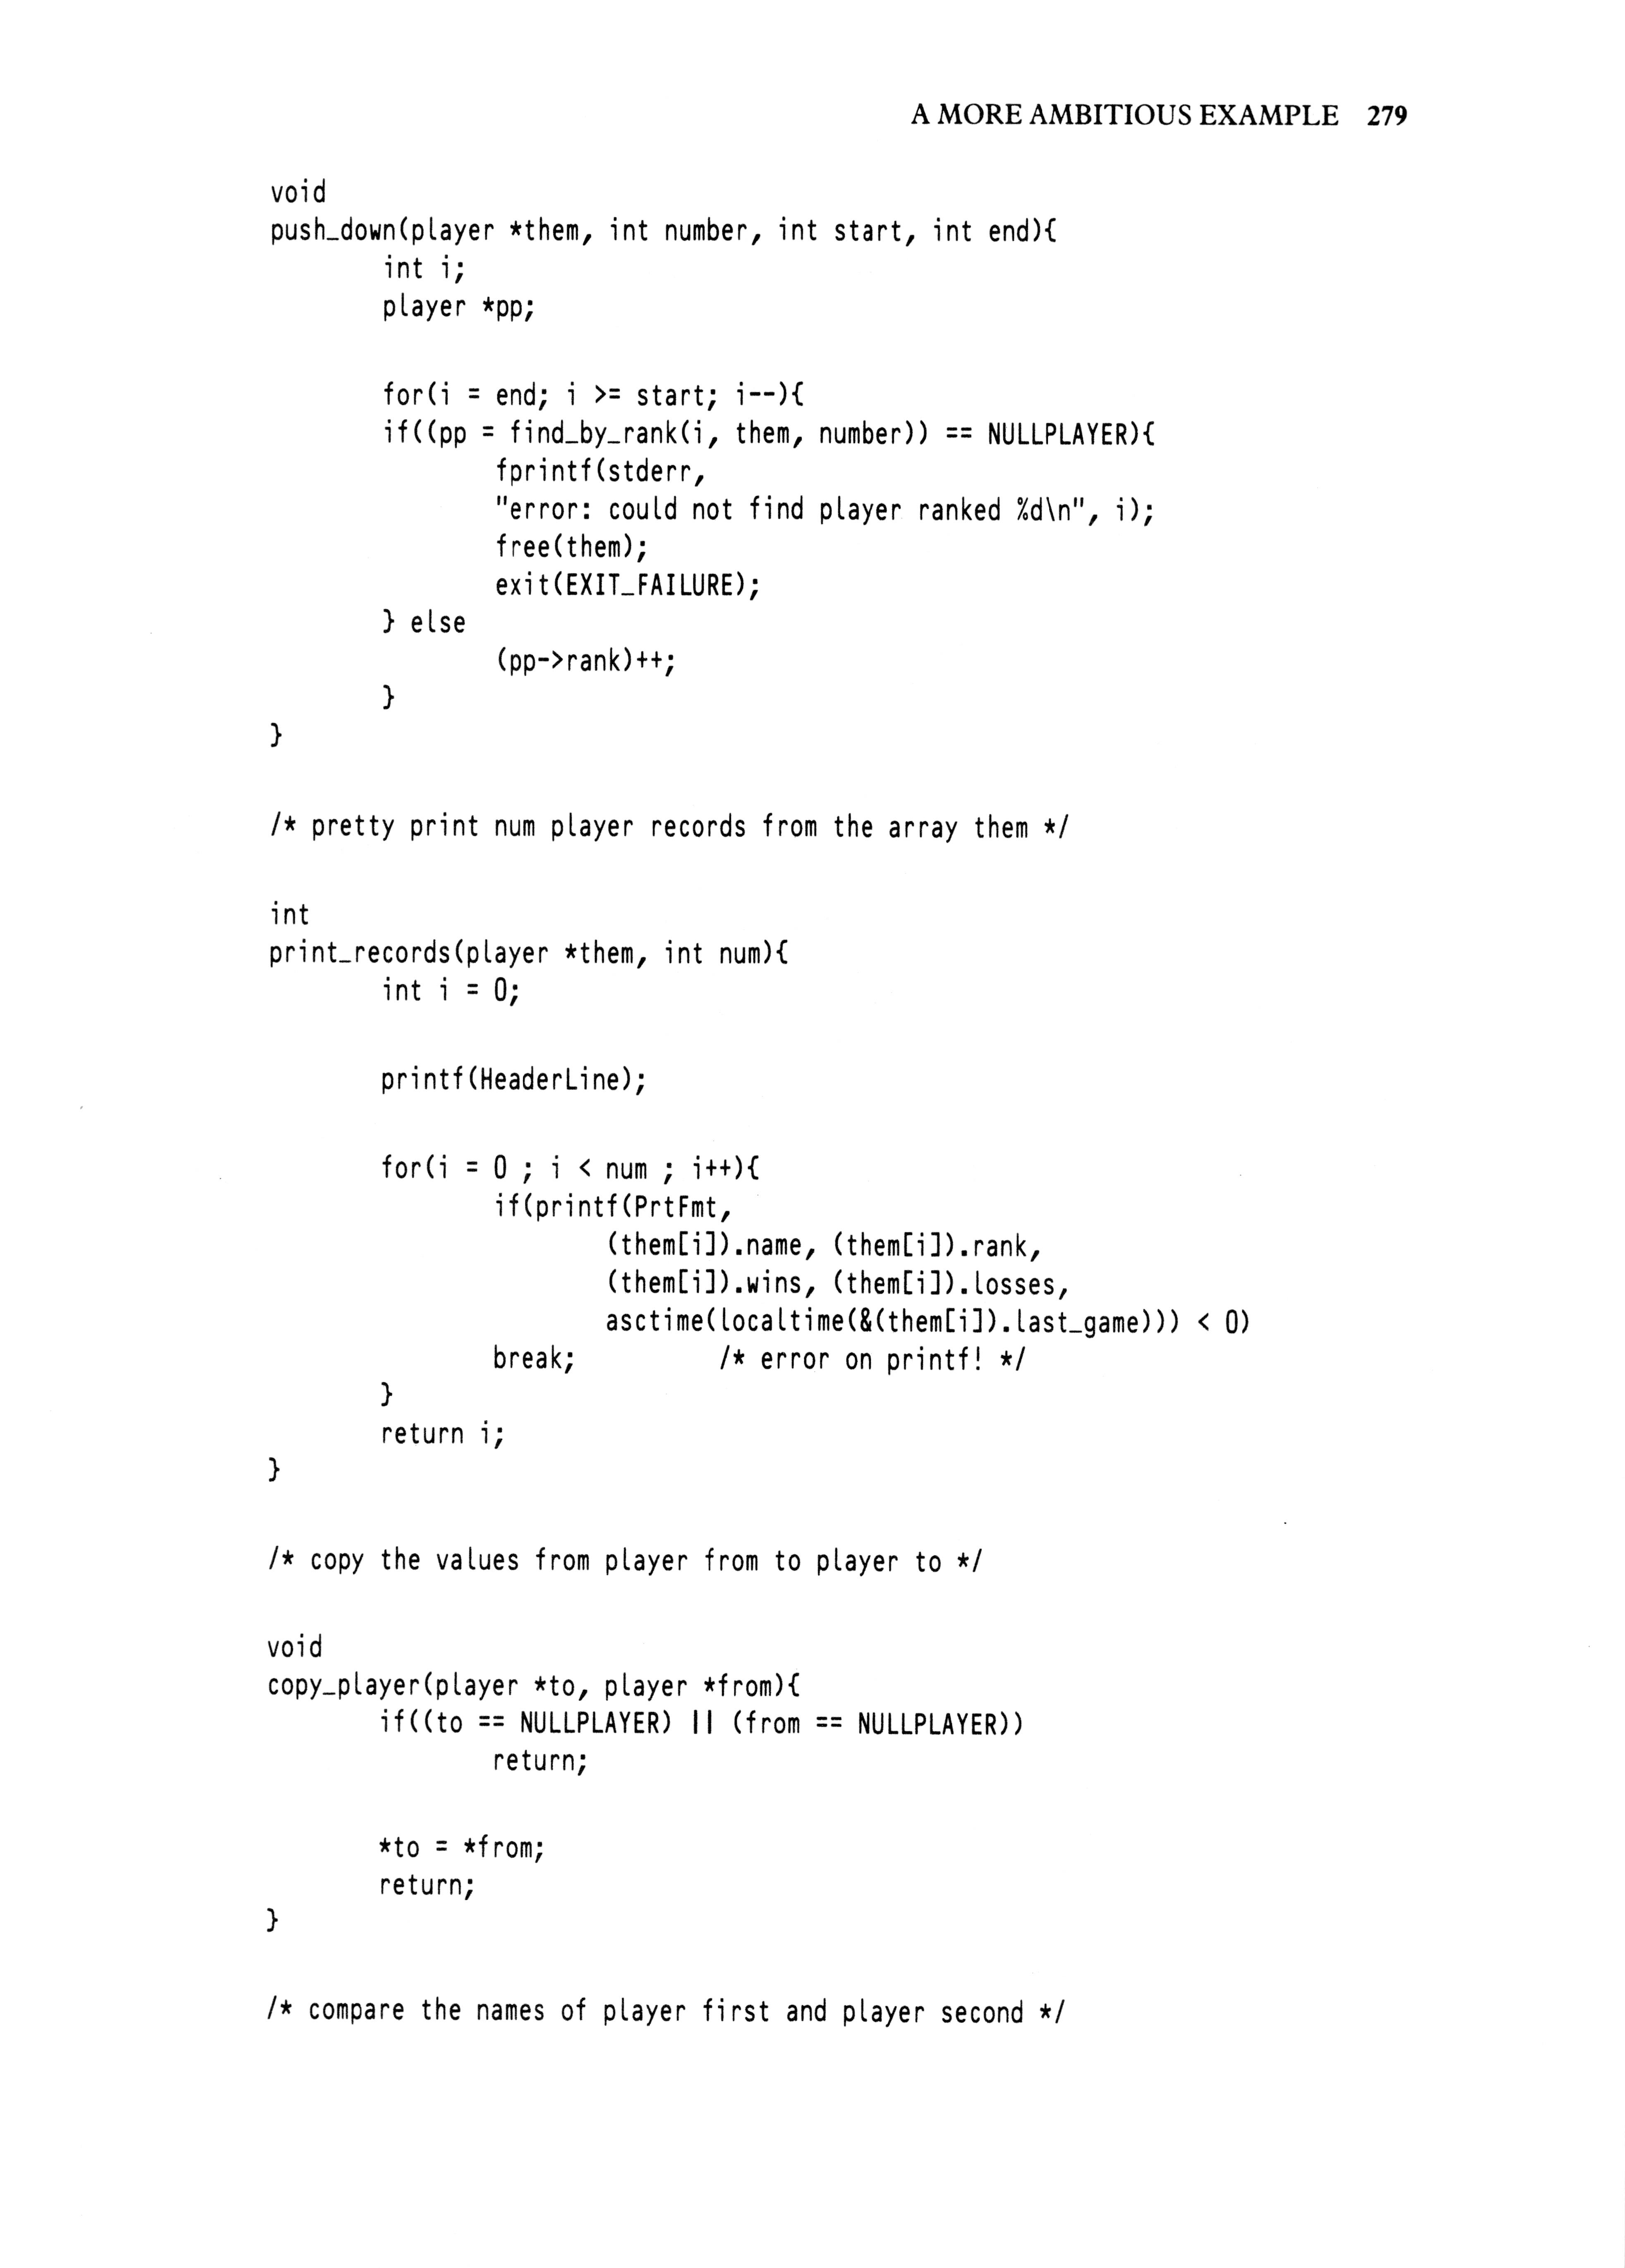 A MORE AMBITIOUS EXAMPLE 279
void
push_down(player *them, int number, int start, int end){
int i;
player *pp;
for(i = end; i >= start; i--){
if((pp = find_by_rank(i, them, number)) == NULLPLAYER){
fprintf(stderr,
"error: could not find player ranked %d\n", i);
free(them);
exit(EXIT_FAILURE);
} else
(pp->rank)++;
}
}
/* pretty print num player records from the array them */
int
print_records(player *them, int num){
int i = 0;
printf(HeaderLine);
for(i = 0 ; i < num ; i++){
if(printf(PrtFmt,
(them[i]).name, (them[i]).rank,
(them[i]).wins, (them[i]).losses,
asctime(localtime(&(them[i]).last_game))) < 0)
break; /* error on printf! */
}
return i;
}
/* copy the values from player from to player to */
void
copy_player(player *to, player *from){
if((to == NULLPLAYER) || (from == NULLPLAYER))
return;
*to = *from;
return;
}
/* compare the names of player first and player second */